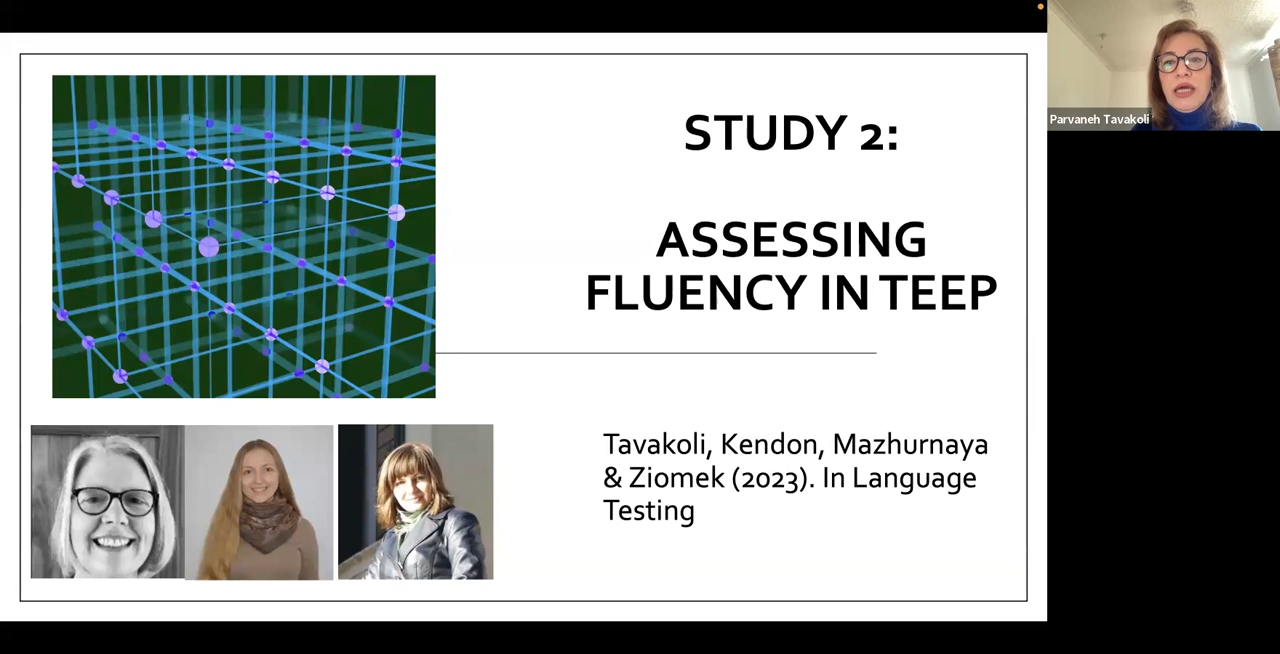 STUDY 2:
ASSESSING
FLUENCY IN TEEP
Tavakoli, Kendon, Mazhurnaya
& Ziomek (2023). In Language
Testing
Parvaneh Tavakoli